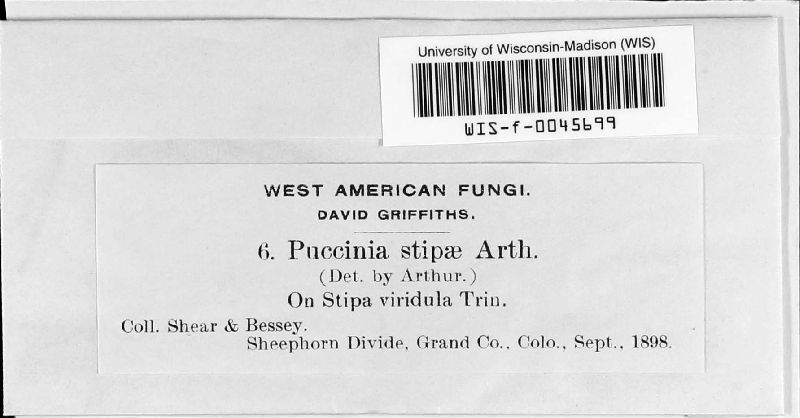 University of Wisconsin-Madison (WIS)
WIS-f-0045699
WEST AMERICAN FUNGI.
DAVID GRIFFITHS.
6. Puccinia stipæ Arth.
(Det. by Arthur.)
On Stipa viridula Trin.
Coll. Shear & Bessey.
Sheephorn Divide, Grand Co., Colo., Sept., 1898.